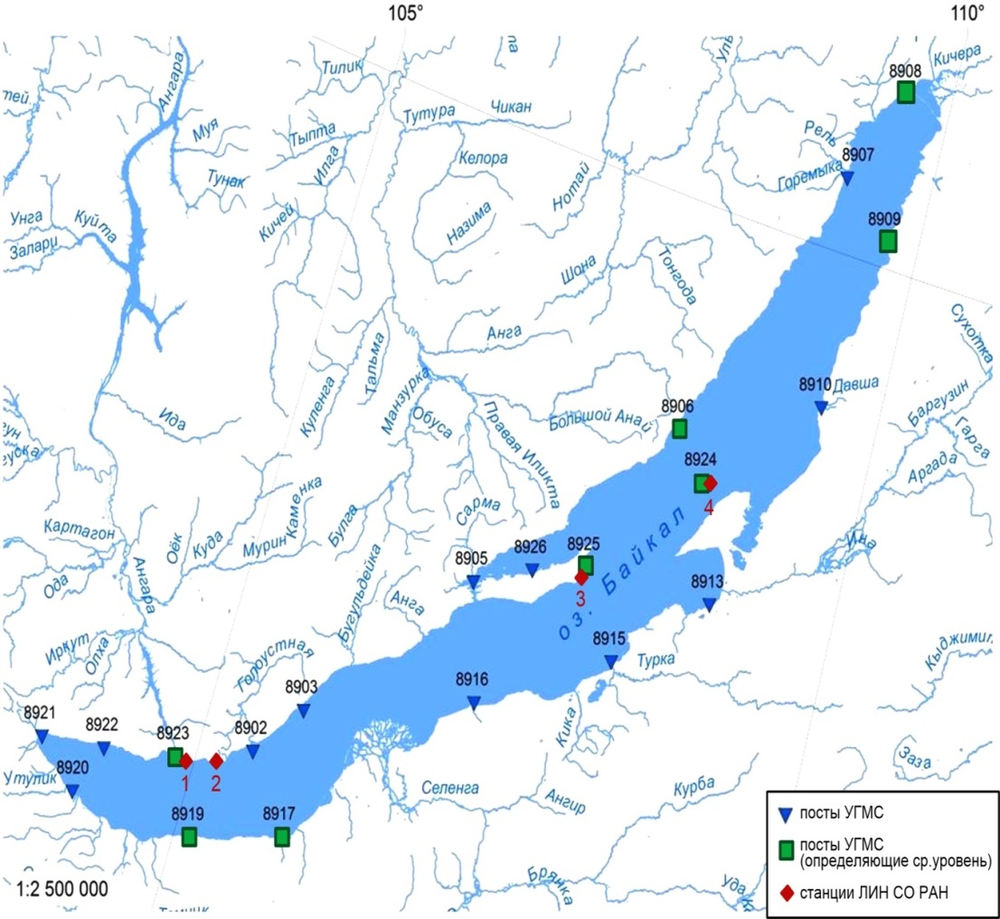 105°
110°
Ангара
Тилик
Кичера
8908
Чикан
Тутура
Муя
Тыпта
Рель
8907
Илга
Келора
Горемыка
Тунак
Нотай
Унга
Куйта
Кичей
Назима
8909
Залари
Шона
Тонгода
Анга
Сухотка
Тальма
Куленга
Манзурка
8910
Давша
Баргузин
Ида
Обуса
Правая Иликта
8906
Большой Анай
Гарга
8924
Аргада
4
Сарма
Каменка
Булга
Картагон
Оёк
Куда
Мурин
8905
8926
8925
Ина
Ода
Ангара
Бугульдейка
3
оз. Байкал
8913
Анга
Иркут
Олха
Голоустная
8915
Турка
Кыджими
8903
8916
8921
8922
8923
8902
Кика
Утулик
8920
1
2
Заза
Селенга
Ангир
Курба
8919
8917
посты УГМС
посты УГМС
(определяющие ср.уровень)
станции ЛИН СО РАН
1:2 500 000
Брянка
Уда